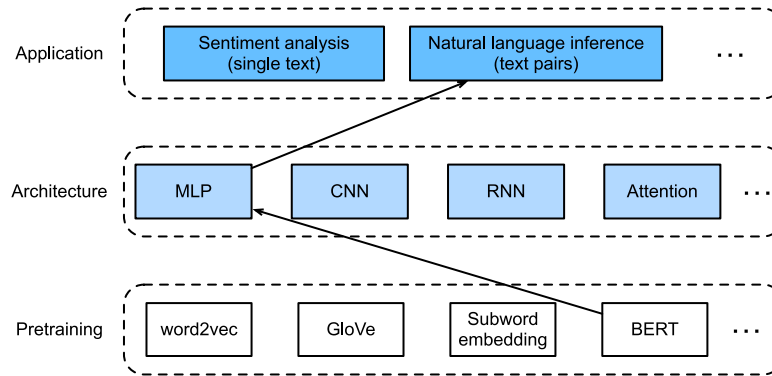 Application
Sentiment analysis
(single text)
Natural language inference
(text pairs)
...
Architecture
MLP
CNN
RNN
Attention
...
Pretraining
word2vec
GloVe
Subword
embedding
BERT
...